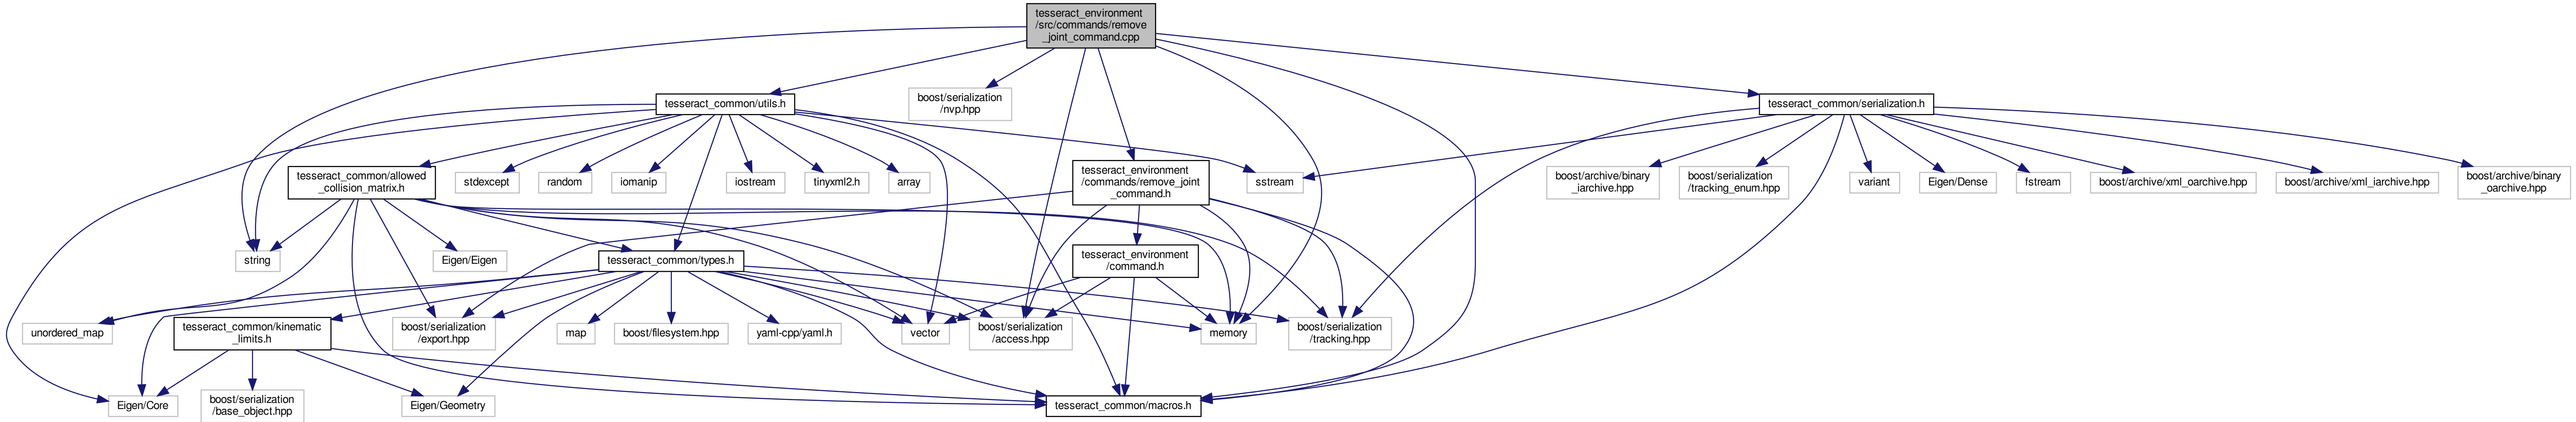 tesseract_environment
/src/commands/remove
_joint_command.cpp
tesseract_common/utils.h
boost/serialization
/nvp.hpp
tesseract_common/serialization.h
tesseract_common/allowed
_collision_matrix.h
stdexcept
random
iomanip
iostream
tinyxml2.h
array
tesseract_environment
/commands/remove_joint
_command.h
sstream
boost/archive/binary
_iarchive.hpp
boost/serialization
/tracking_enum.hpp
variant
Eigen/Dense
fstream
boost/archive/xml_oarchive.hpp
boost/archive/xml_iarchive.hpp
boost/archive/binary
_oarchive.hpp
string
Eigen/Eigen
tesseract_common/types.h
tesseract_environment
/command.h
unordered_map
tesseract_common/kinematic
_limits.h
boost/serialization
/export.hpp
map
boost/filesystem.hpp
yaml-cpp/yaml.h
vector
boost/serialization
/access.hpp
memory
boost/serialization
/tracking.hpp
Eigen/Core
boost/serialization
/base_object.hpp
Eigen/Geometry
tesseract_common/macros.h